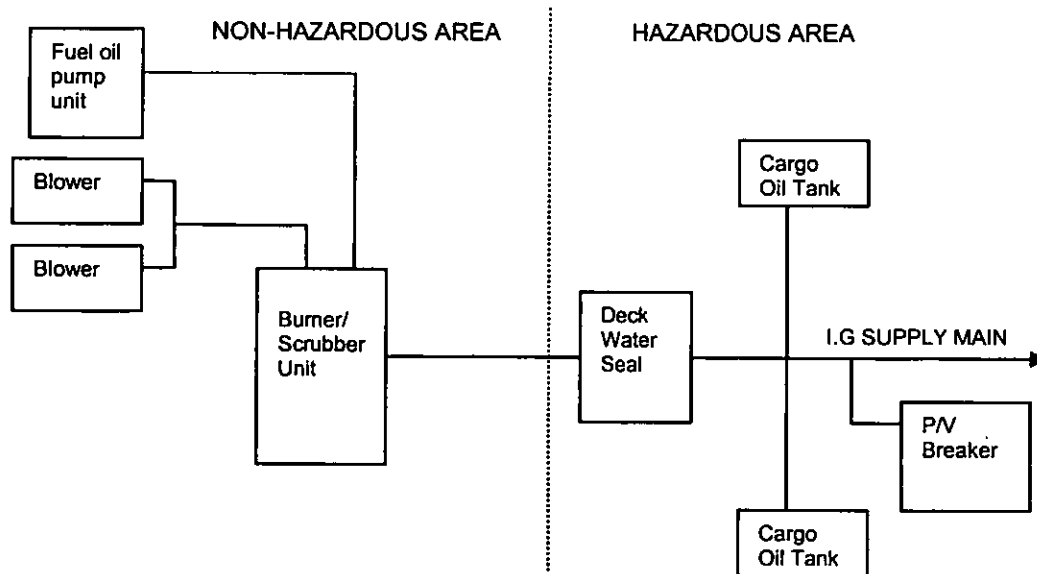 NON-HAZARDOUS AREA
HAZARDOUS AREA
Fuel oil
pump
unit
Blower
Blower
Burner/
Scrubber
Unit
Deck
Water
Seal
Cargo
Oil Tank
I.G SUPPLY MAIN
P/V
Breaker
Cargo
Oil Tank